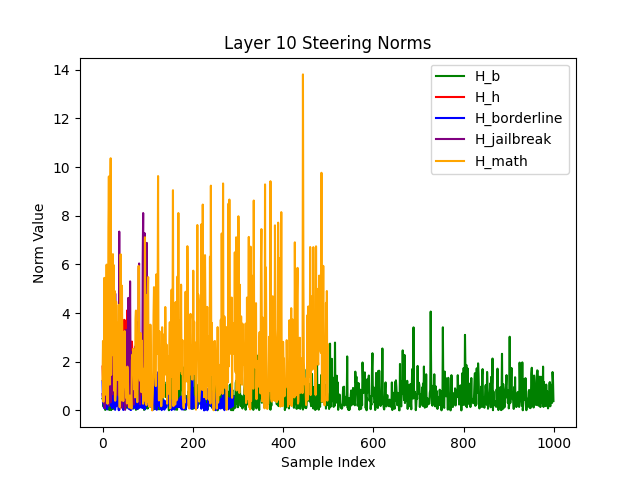 Layer 10 Steering Norms
14
12
10
8
6
4
2
0
Norm Value
H_b
H_h
H_borderline
H_jailbreak
H_math
0
200
400
600
800
1000
Sample Index